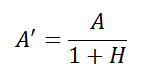 A′ = A / (1 + H)